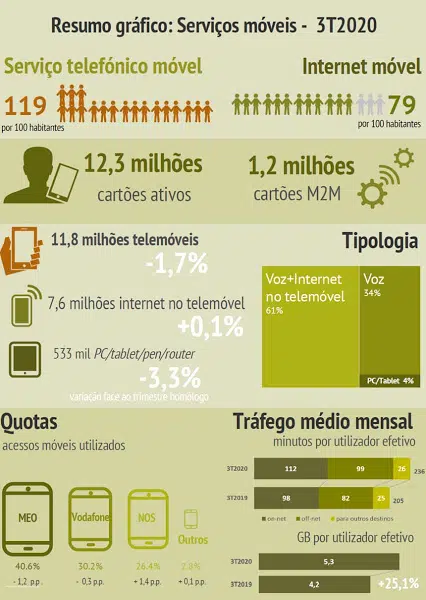 Resumo gráfico: Serviços móveis - 3T2020
Serviço telefónico móvel
Internet móvel
119
por 100 habitantes
79
por 100 habitantes
12,3 milhões
cartões ativos
1,2 milhões
cartões M2M
11,8 milhões telemóveis
-1,7%
7,6 milhões internet no telemóvel
+0,1%
533 mil PC/tablet/pen/router
-3,3%
variação face ao trimestre homólogo
Tipologia
Voz+Internet
no telemóvel
61%
Voz
34%
PC/Tablet 4%
Quotas
acessos móveis utilizados
MEO
Vodafone
NOS
Outros
40.6%
30.2%
26.4%
2.8%
- 1,2 p.p.
- 0,3 p.p.
+ 1,4 p.p.
+ 0,1 p.p.
Tráfego médio mensal
minutos por utilizador efetivo
3T2020
112
99
26
236
3T2019
98
82
25
205
on-net
off-net
para outros destinos
GB por utilizador efetivo
3T2020
5,3
3T2019
4,2
+25,1%